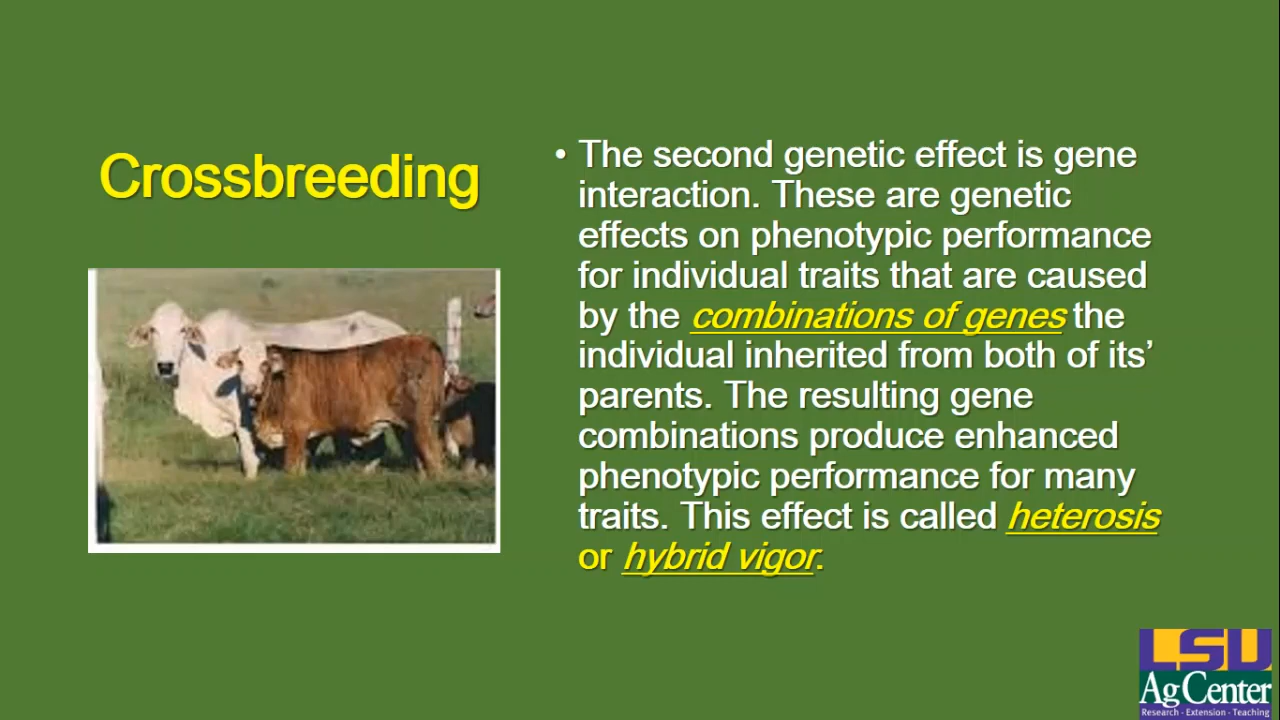 Crossbreeding
• The second genetic effect is gene
interaction. These are genetic
effects on phenotypic performance
for individual traits that are caused
by the combinations of genes the
individual inherited from both of its’
parents. The resulting gene
combinations produce enhanced
phenotypic performance for many
traits. This effect is called heterosis
or hybrid vigor.
LSU
AgCenter
Research - Extension - Teaching